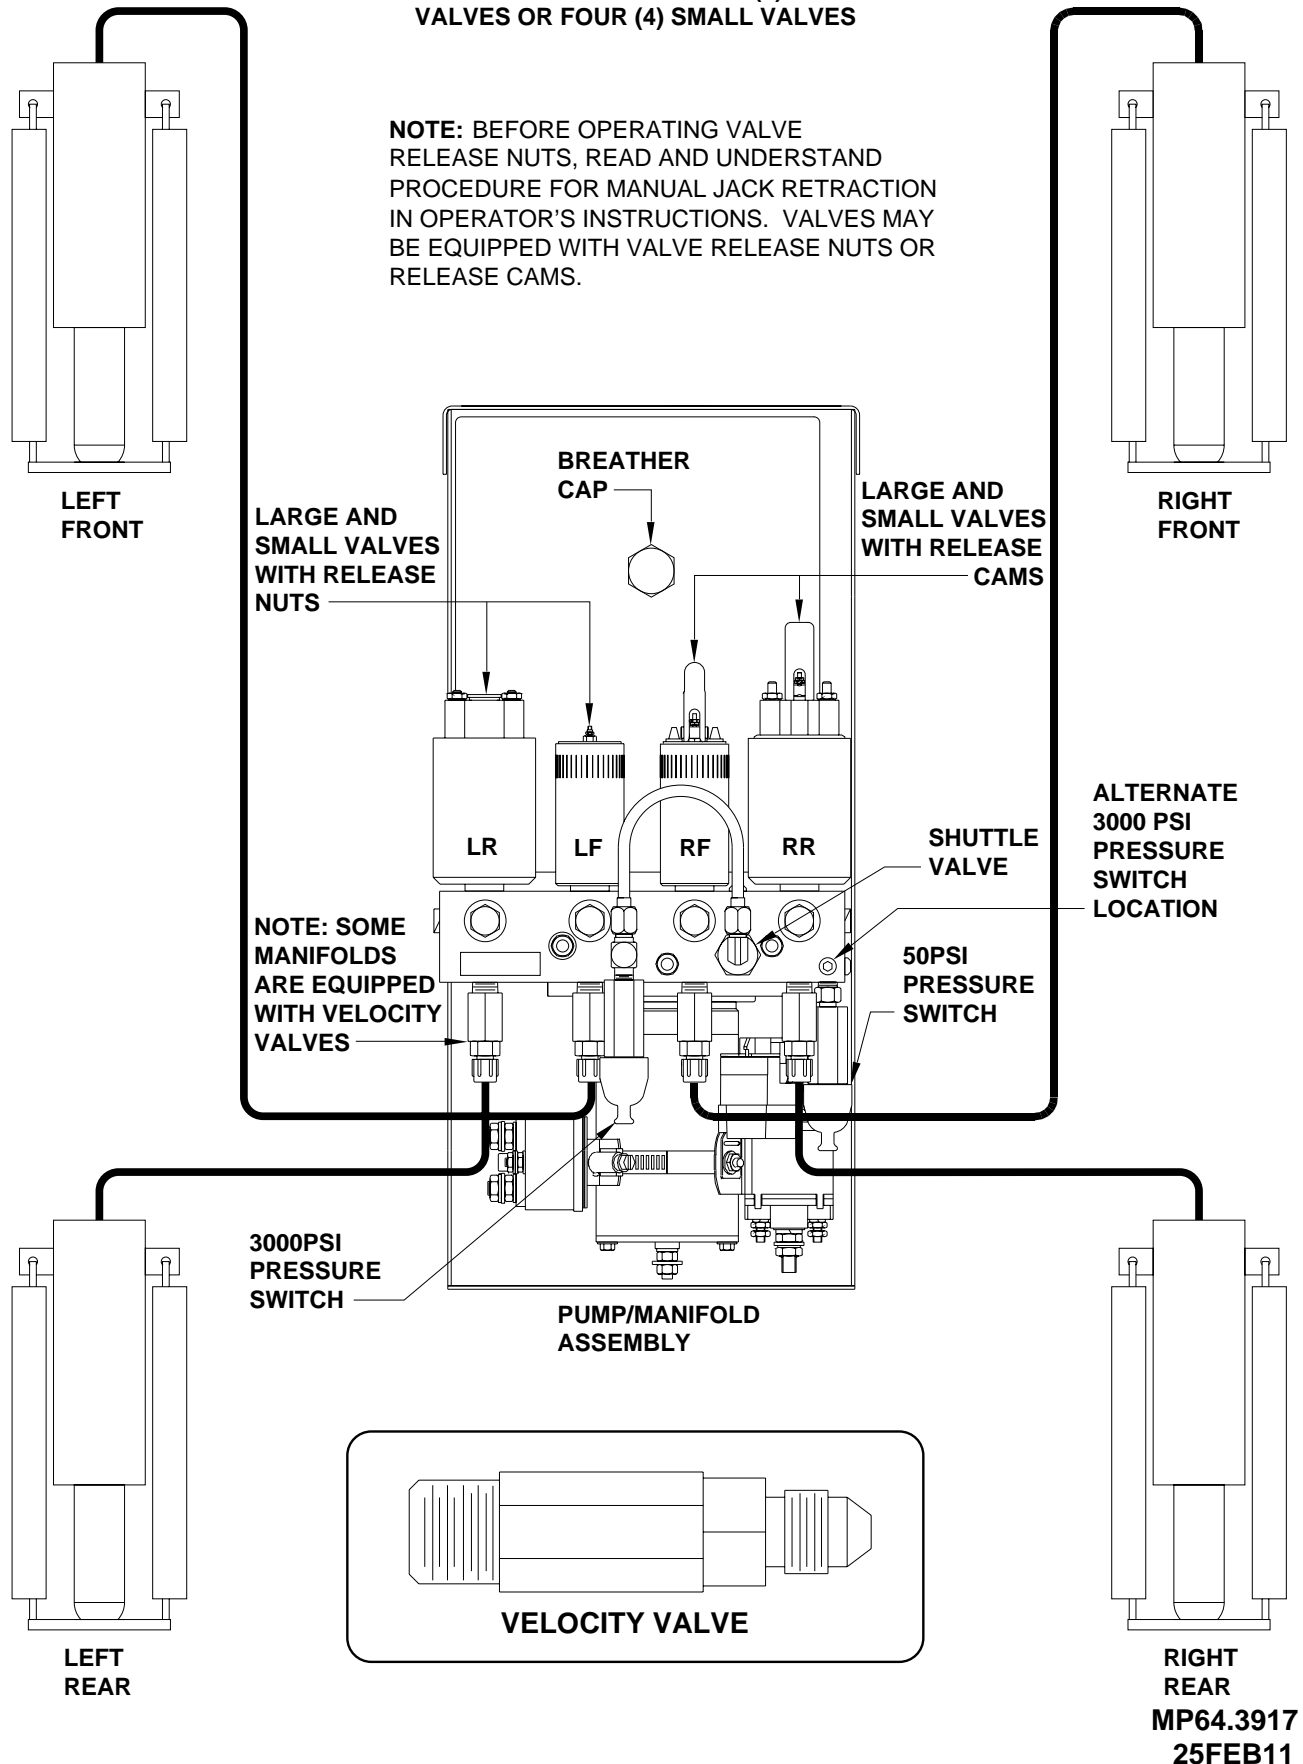 VALVES OR FOUR (4) SMALL VALVES
NOTE: BEFORE OPERATING VALVE
RELEASE NUTS, READ AND UNDERSTAND
PROCEDURE FOR MANUAL JACK RETRACTION
IN OPERATOR'S INSTRUCTIONS. VALVES MAY
BE EQUIPPED WITH VALVE RELEASE NUTS OR
RELEASE CAMS.
LEFT
FRONT
RIGHT
FRONT
BREATHER
CAP
LARGE AND
SMALL VALVES
WITH RELEASE
NUTS
LARGE AND
SMALL VALVES
WITH RELEASE
CAMS
LR
LF
RF
RR
SHUTTLE
VALVE
ALTERNATE
3000 PSI
PRESSURE
SWITCH
LOCATION
NOTE: SOME
MANIFOLDS
ARE EQUIPPED
WITH VELOCITY
VALVES
50PSI
PRESSURE
SWITCH
3000PSI
PRESSURE
SWITCH
PUMP/MANIFOLD
ASSEMBLY
VELOCITY VALVE
LEFT
REAR
RIGHT
REAR
MP64.3917
25FEB11